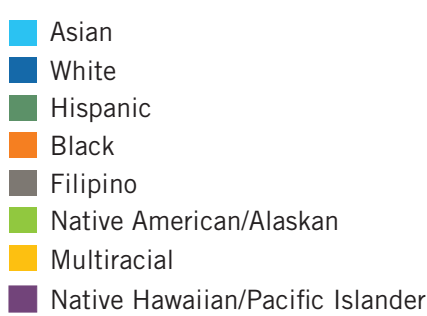 Asian
White
Hispanic
Black
Filipino
Native American/Alaskan
Multiracial
Native Hawaiian/Pacific Islander